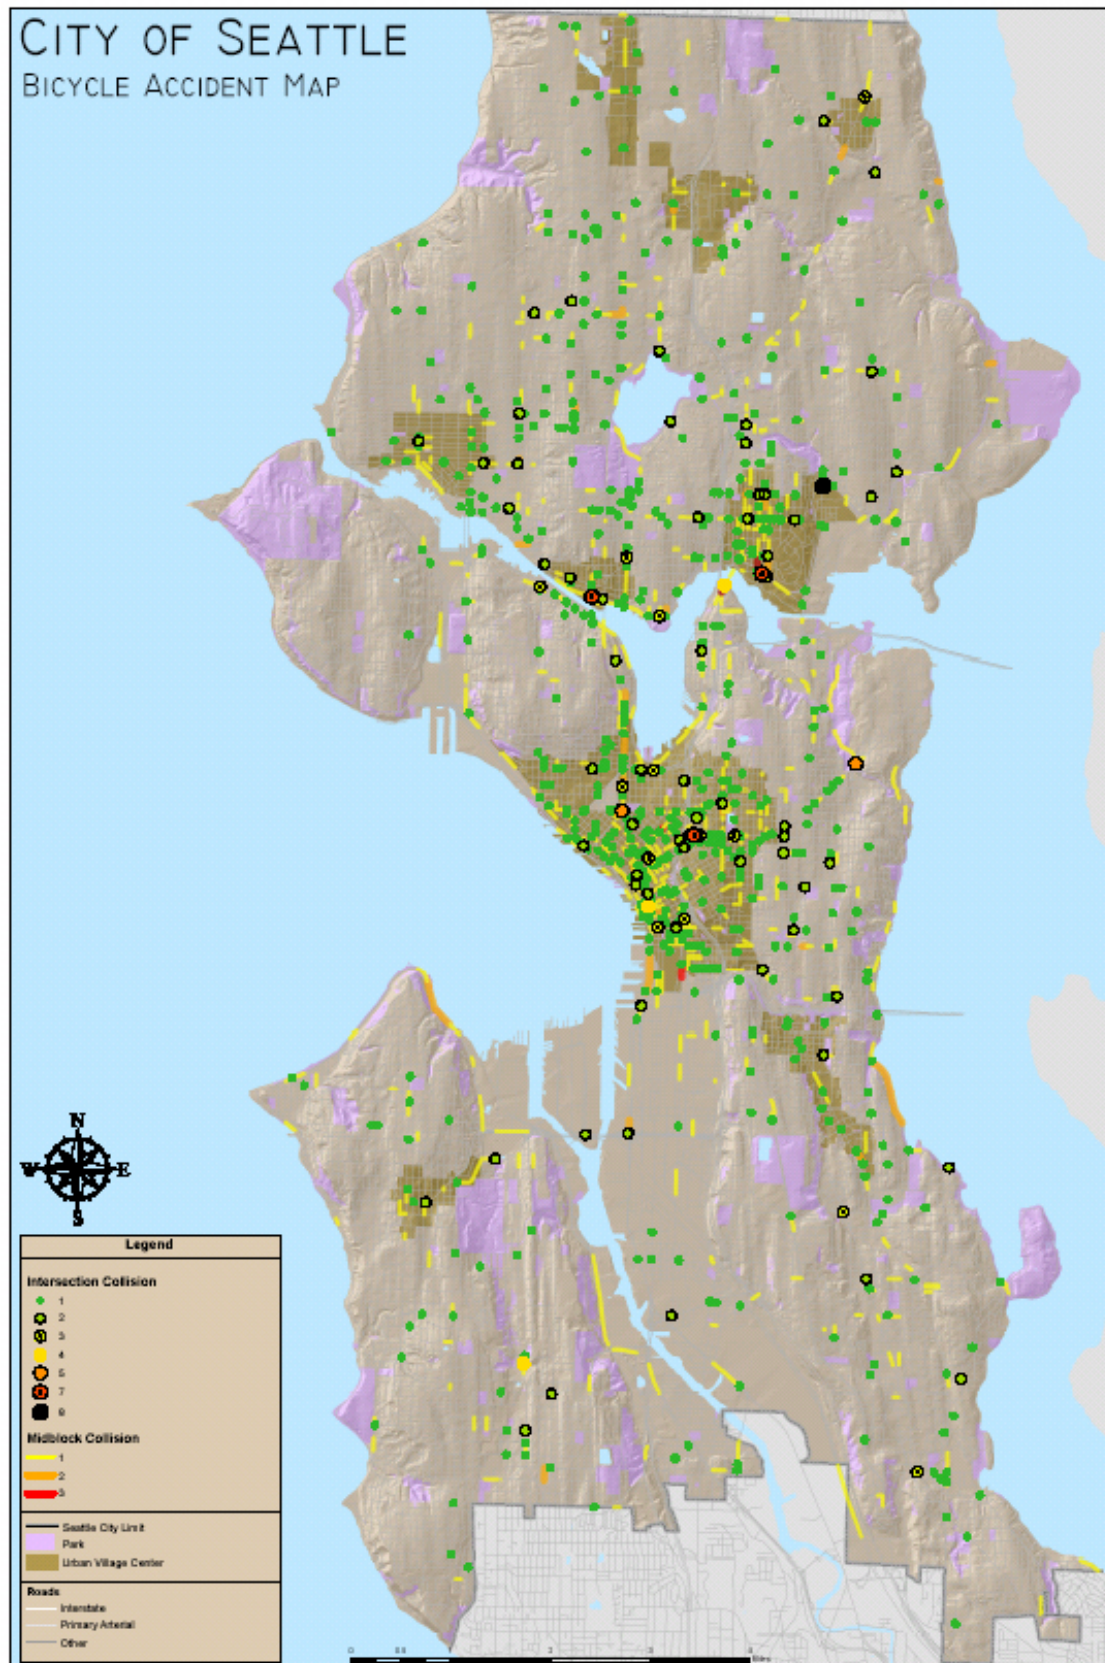 CITY OF SEATTLE
BICYCLE ACCIDENT MAP
N
W E
S
Legend
Intersection Collision
1
2
3
4
5
7
Midblock Collision
1
2
3
Seattle City Limit
Park
Urban Village Center
Roads
Interstate
Primary Arterial
Other
Miles